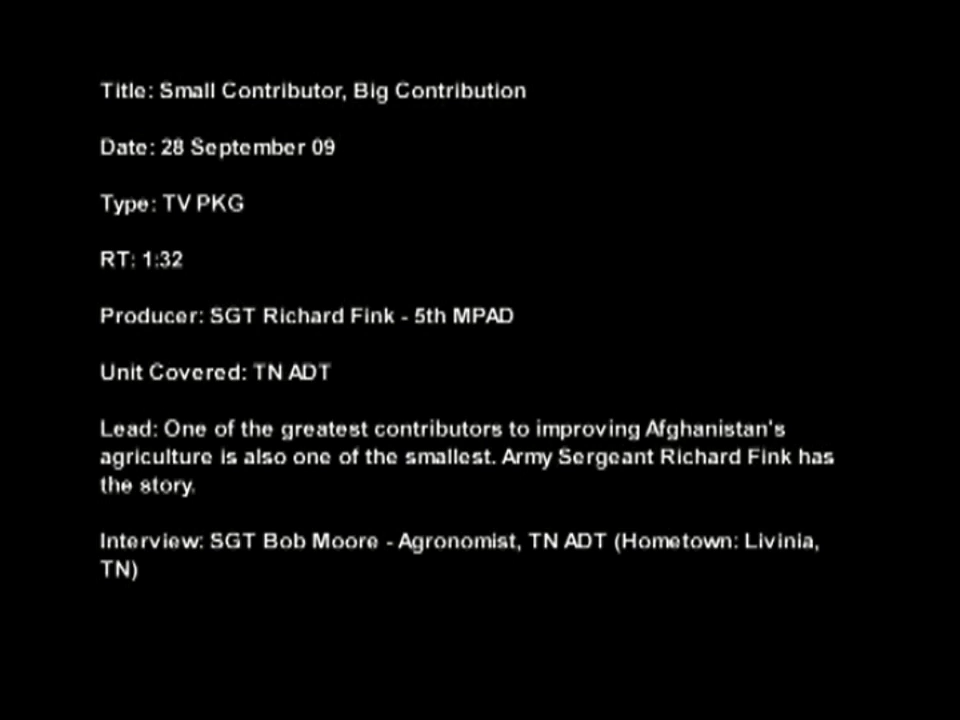 Title: Small Contributor, Big Contribution
Date: 28 September 09
Type: TV PKG
RT: 1:32
Producer: SGT Richard Fink - 5th MPAD
Unit Covered: TN ADT
Lead: One of the greatest contributors to improving Afghanistan's
agriculture is also one of the smallest. Army Sergeant Richard Fink has
the story.
Interview: SGT Bob Moore - Agronomist, TN ADT (Hometown: Livinia,
TN)